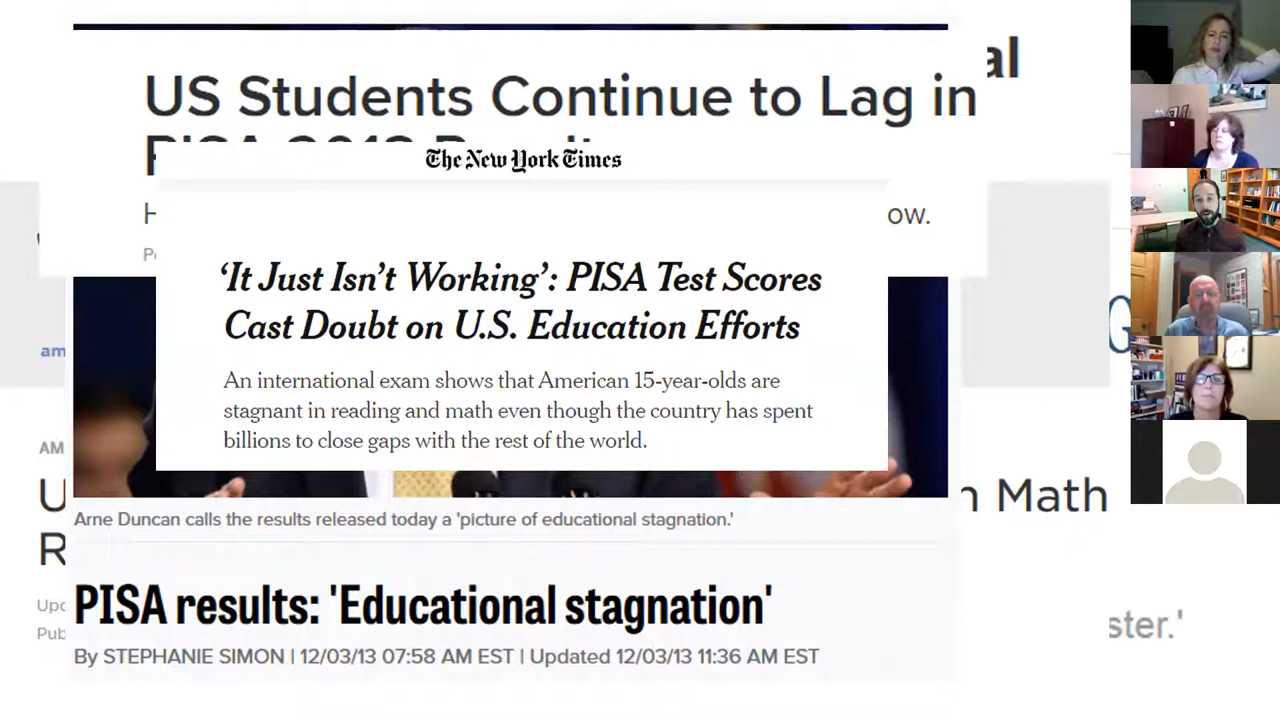 al
US Students Continue to Lag in
The New York Times
ow.
‘It Just Isn’t Working’: PISA Test Scores
Cast Doubt on U.S. Education Efforts
An international exam shows that American 15-year-olds are
stagnant in reading and math even though the country has spent
billions to close gaps with the rest of the world.
am
AM
n Math
Arne Duncan calls the results released today a 'picture of educational stagnation.'
PISA results: 'Educational stagnation'
ster.'
By STEPHANIE SIMON | 12/03/13 07:58 AM EST | Updated 12/03/13 11:36 AM EST